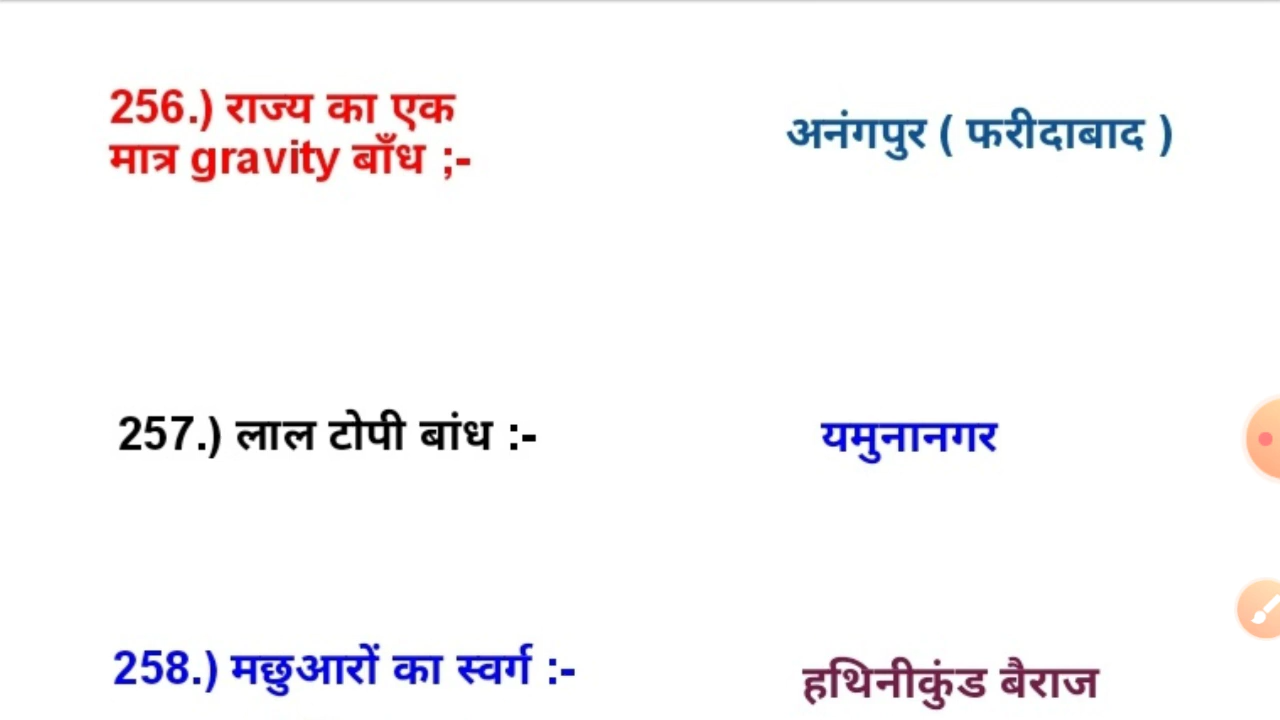 256.) राज्य का एक
मात्र gravity बाँध ;-
अनंगपुर ( फरीदाबाद )
257.) लाल टोपी बांध :-
यमुनानगर
258.) मछुआरों का स्वर्ग :-
हथिनीकुंड बैराज